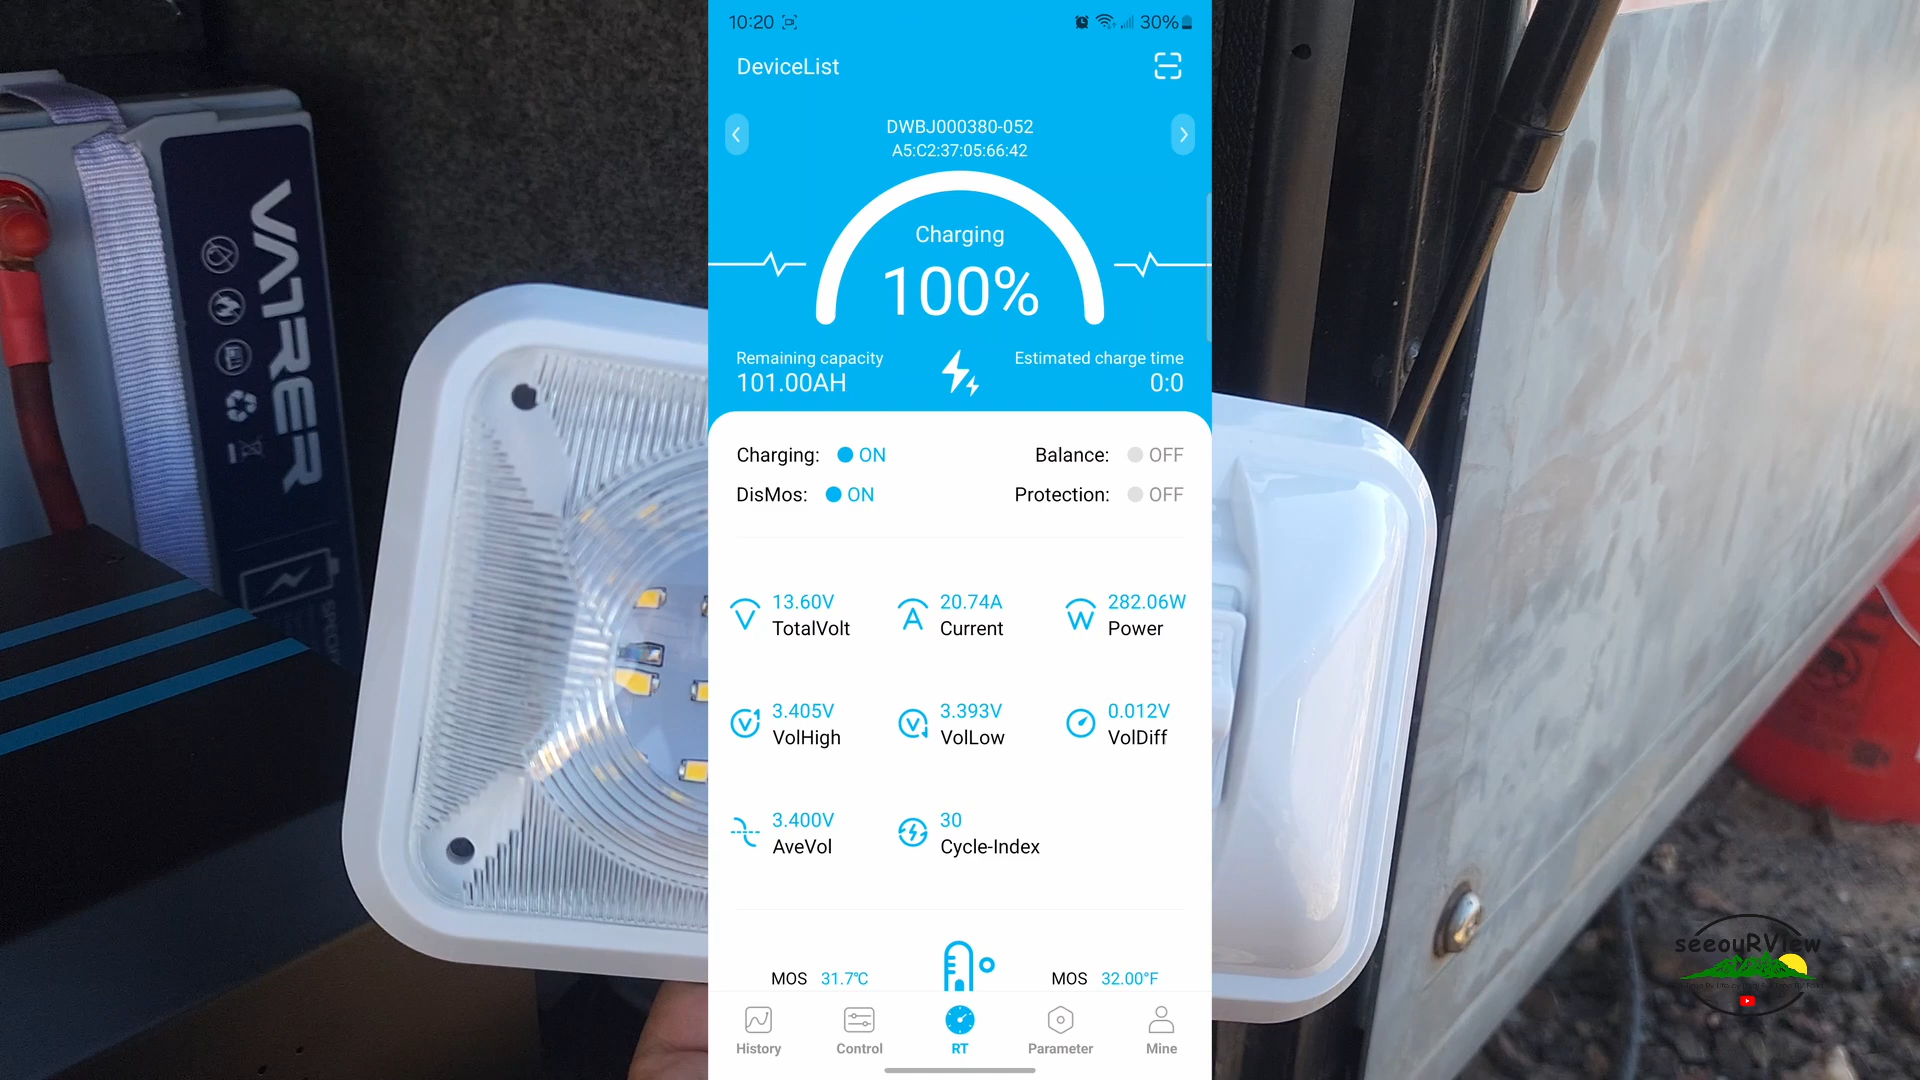 10:20
30%
DeviceList
DWBJ000380-052
A5:C2:37:05:66:42
Charging
100%
Remaining capacity
101.00AH
Estimated charge time
0:0
Charging: ON
Balance: OFF
DisMos: ON
Protection: OFF
13.60V
TotalVolt
20.74A
Current
282.06W
Power
3.405V
VolHigh
3.393V
VolLow
0.012V
VolDiff
3.400V
AveVol
30
Cycle-Index
MOS 31.7℃
MOS 32.00°F
History
Control
RT
Parameter
Mine
VATRER
seeouRView